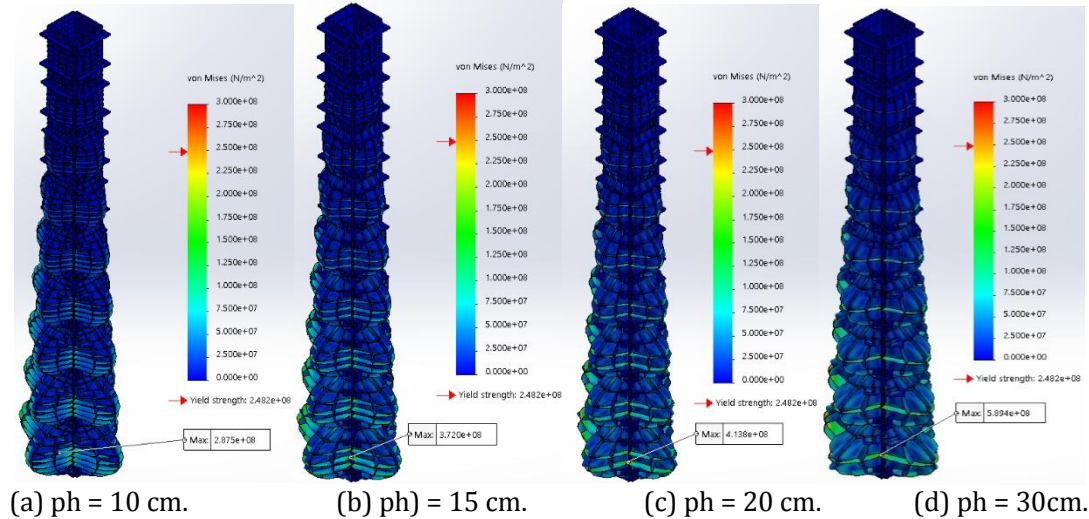 von Mises (N/m^2)
3.000e+08
2.750e+08
2.500e+08
2.250e+08
2.000e+08
1.750e+08
1.500e+08
1.250e+08
1.000e+08
7.500e+07
5.000e+07
2.500e+07
0.000e+00
Yield strength: 2.482e+08
Max: 2.875e+08
von Mises (N/m^2)
3.000e+08
2.750e+08
2.500e+08
2.250e+08
2.000e+08
1.750e+08
1.500e+08
1.250e+08
1.000e+08
7.500e+07
5.000e+07
2.500e+07
0.000e+00
Yield strength: 2.482e+08
Max: 3.720e+08
von Mises (N/m^2)
3.000e+08
2.750e+08
2.500e+08
2.250e+08
2.000e+08
1.750e+08
1.500e+08
1.250e+08
1.000e+08
7.500e+07
5.000e+07
2.500e+07
0.000e+00
Yield strength: 2.482e+08
Max: 4.138e+08
von Mises (N/m^2)
3.000e+08
2.750e+08
2.500e+08
2.250e+08
2.000e+08
1.750e+08
1.500e+08
1.250e+08
1.000e+08
7.500e+07
5.000e+07
2.500e+07
0.000e+00
Yield strength: 2.482e+08
Max: 5.894e+08
(a) ph = 10 cm. (b) ph) = 15 cm. (c) ph = 20 cm. (d) ph = 30cm.